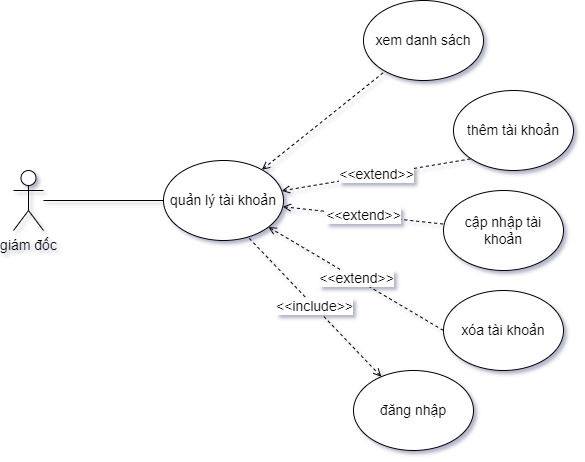 xem danh sách
thêm tài khoản
<<extend>>
quản lý tài khoản
<<extend>>
cập nhập tài
khoản
giám đốc
<<extend>>
<<include>>
xóa tài khoản
đăng nhập